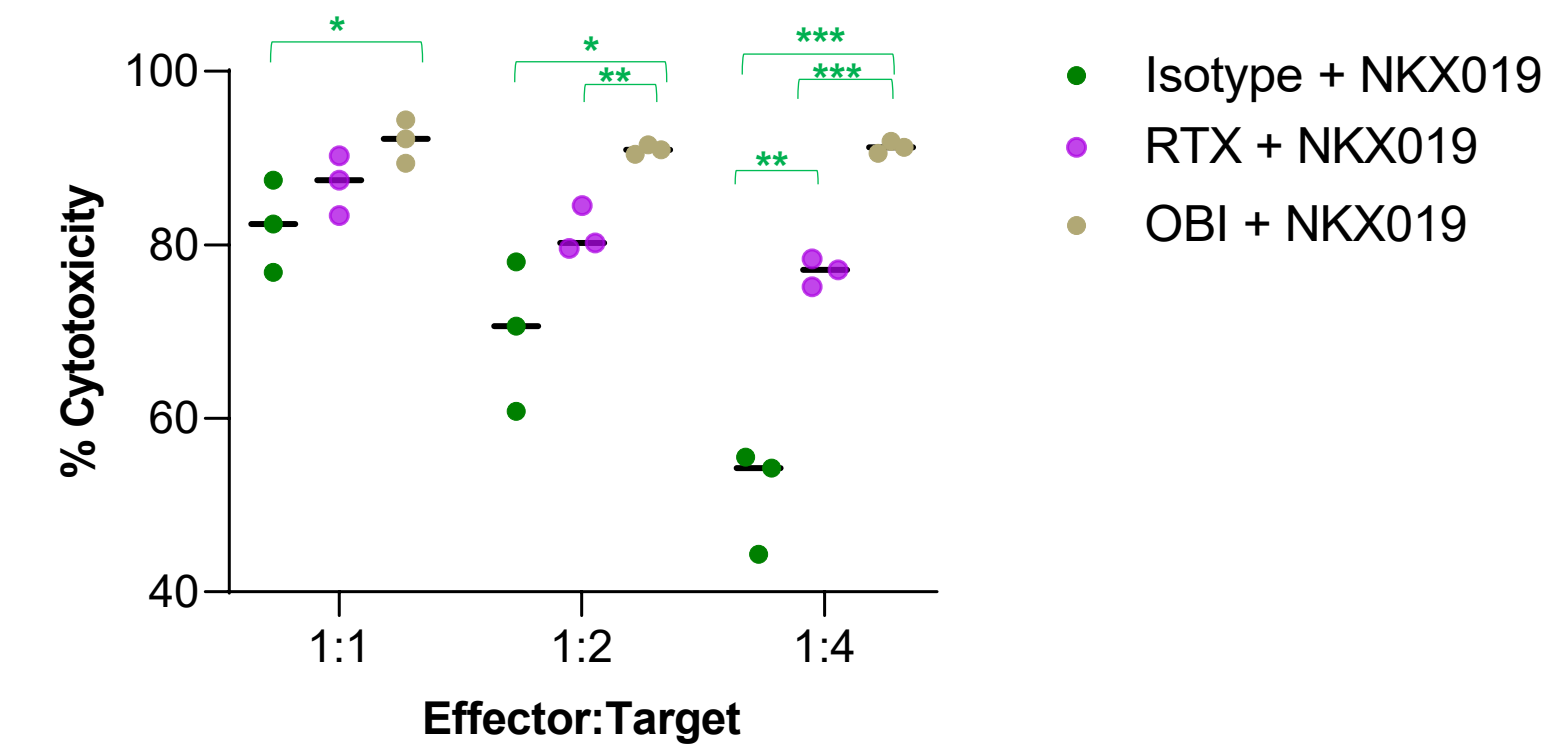 *
*
**
***
***
**
100
80
60
40
% Cytotoxicity
1:1
1:2
1:4
Effector:Target
Isotype + NKX019
RTX + NKX019
OBI + NKX019